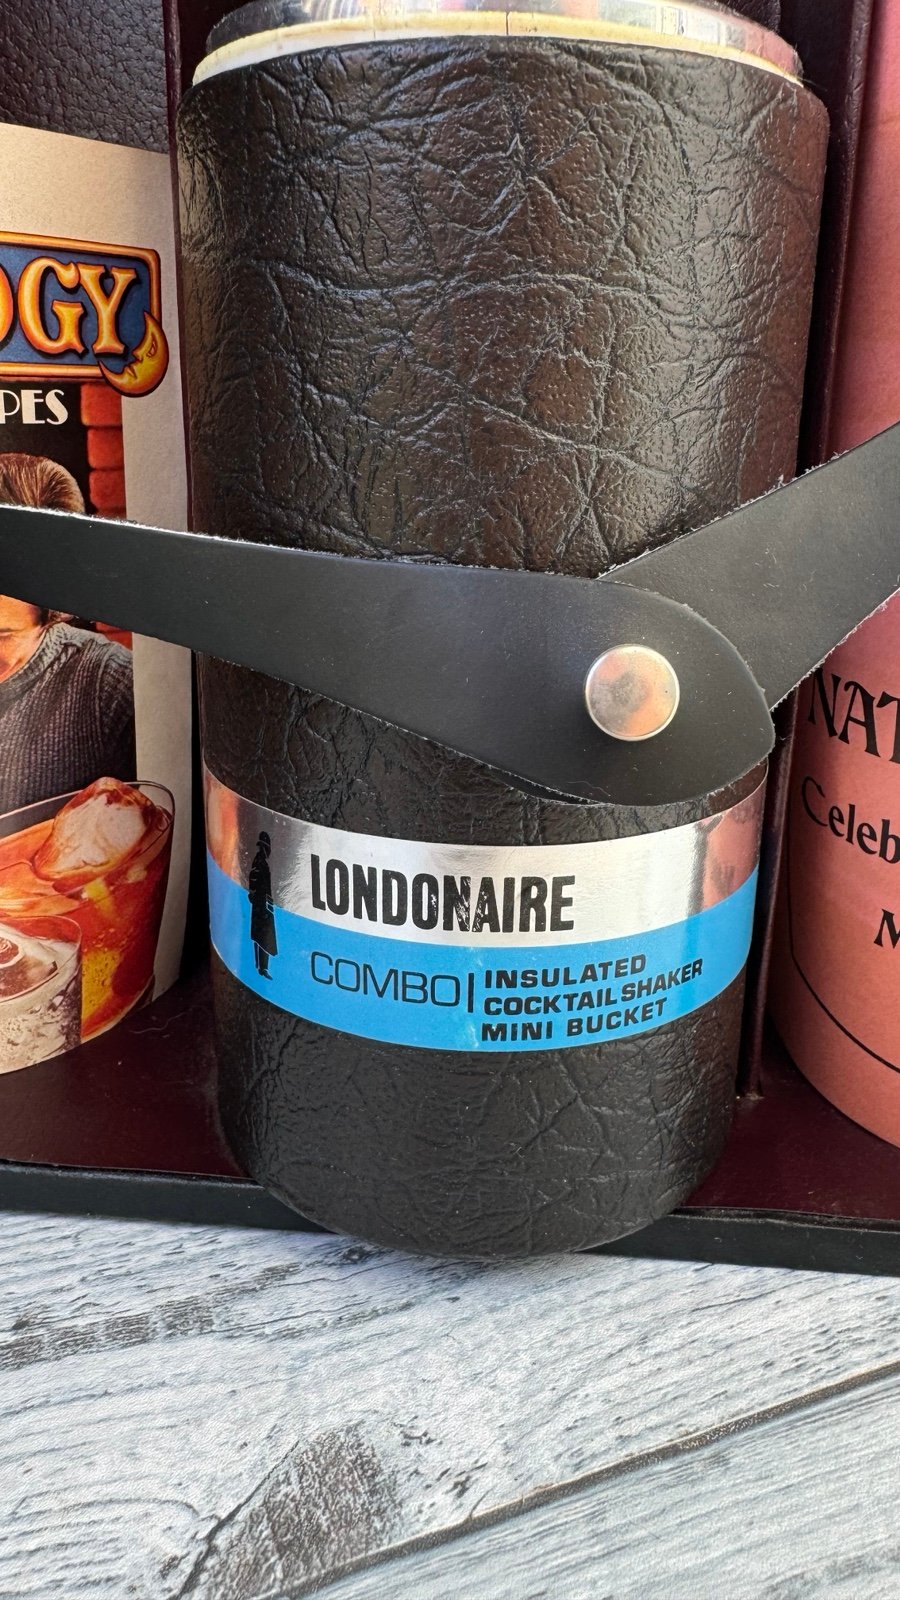 OGY
PES
LONDONAIRE
COMBO | INSULATED
COCKTAIL SHAKER
MINI BUCKET
NAT
Celeb
M